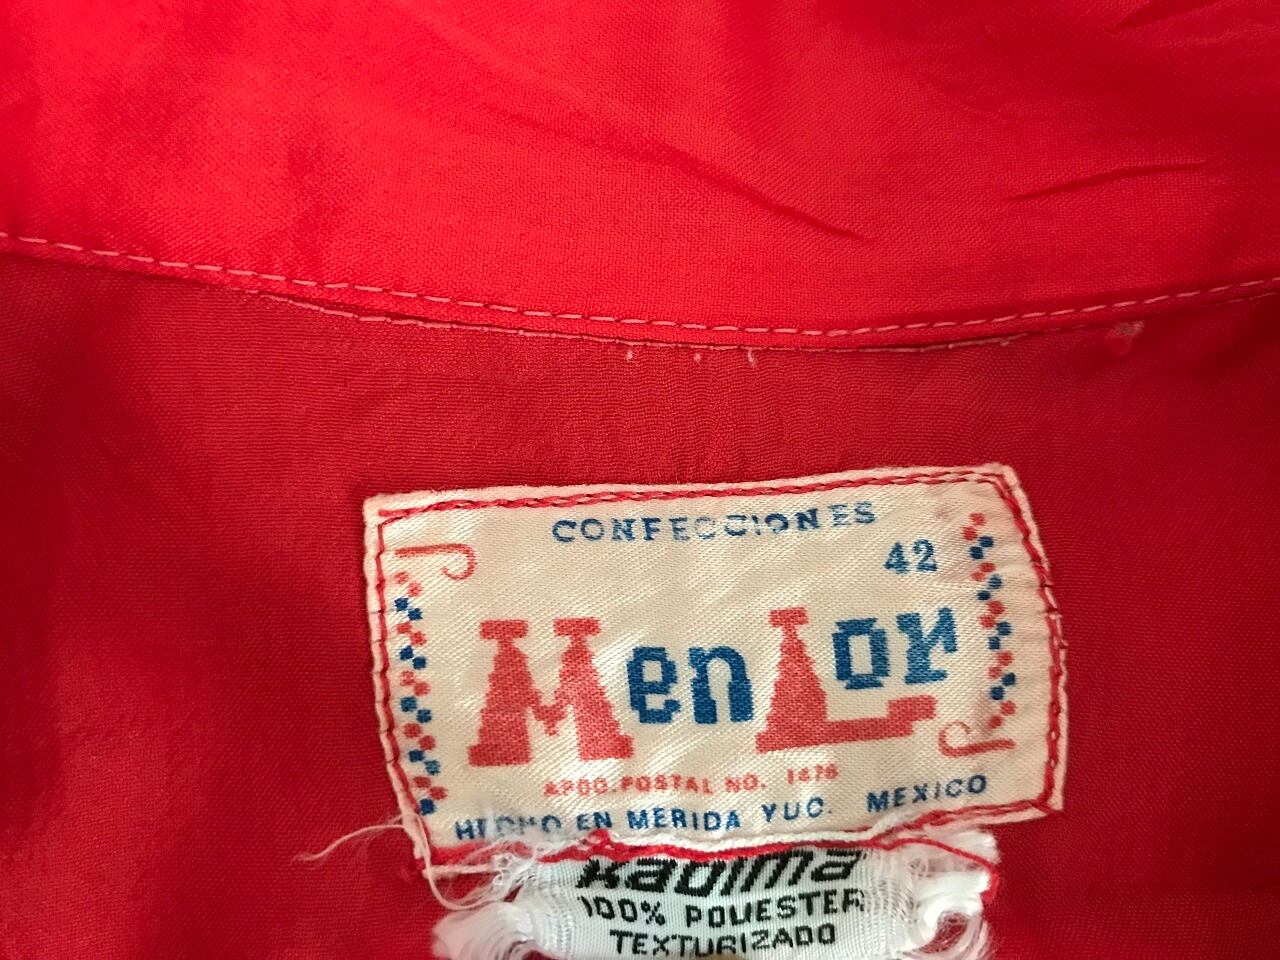 CONFECCIONES
42
MenLor
APDO. POSTAL NO. 1476
HECHO EN MERIDA YUC. MEXICO
Kadima
100% POLIESTER
TEXTURIZADO